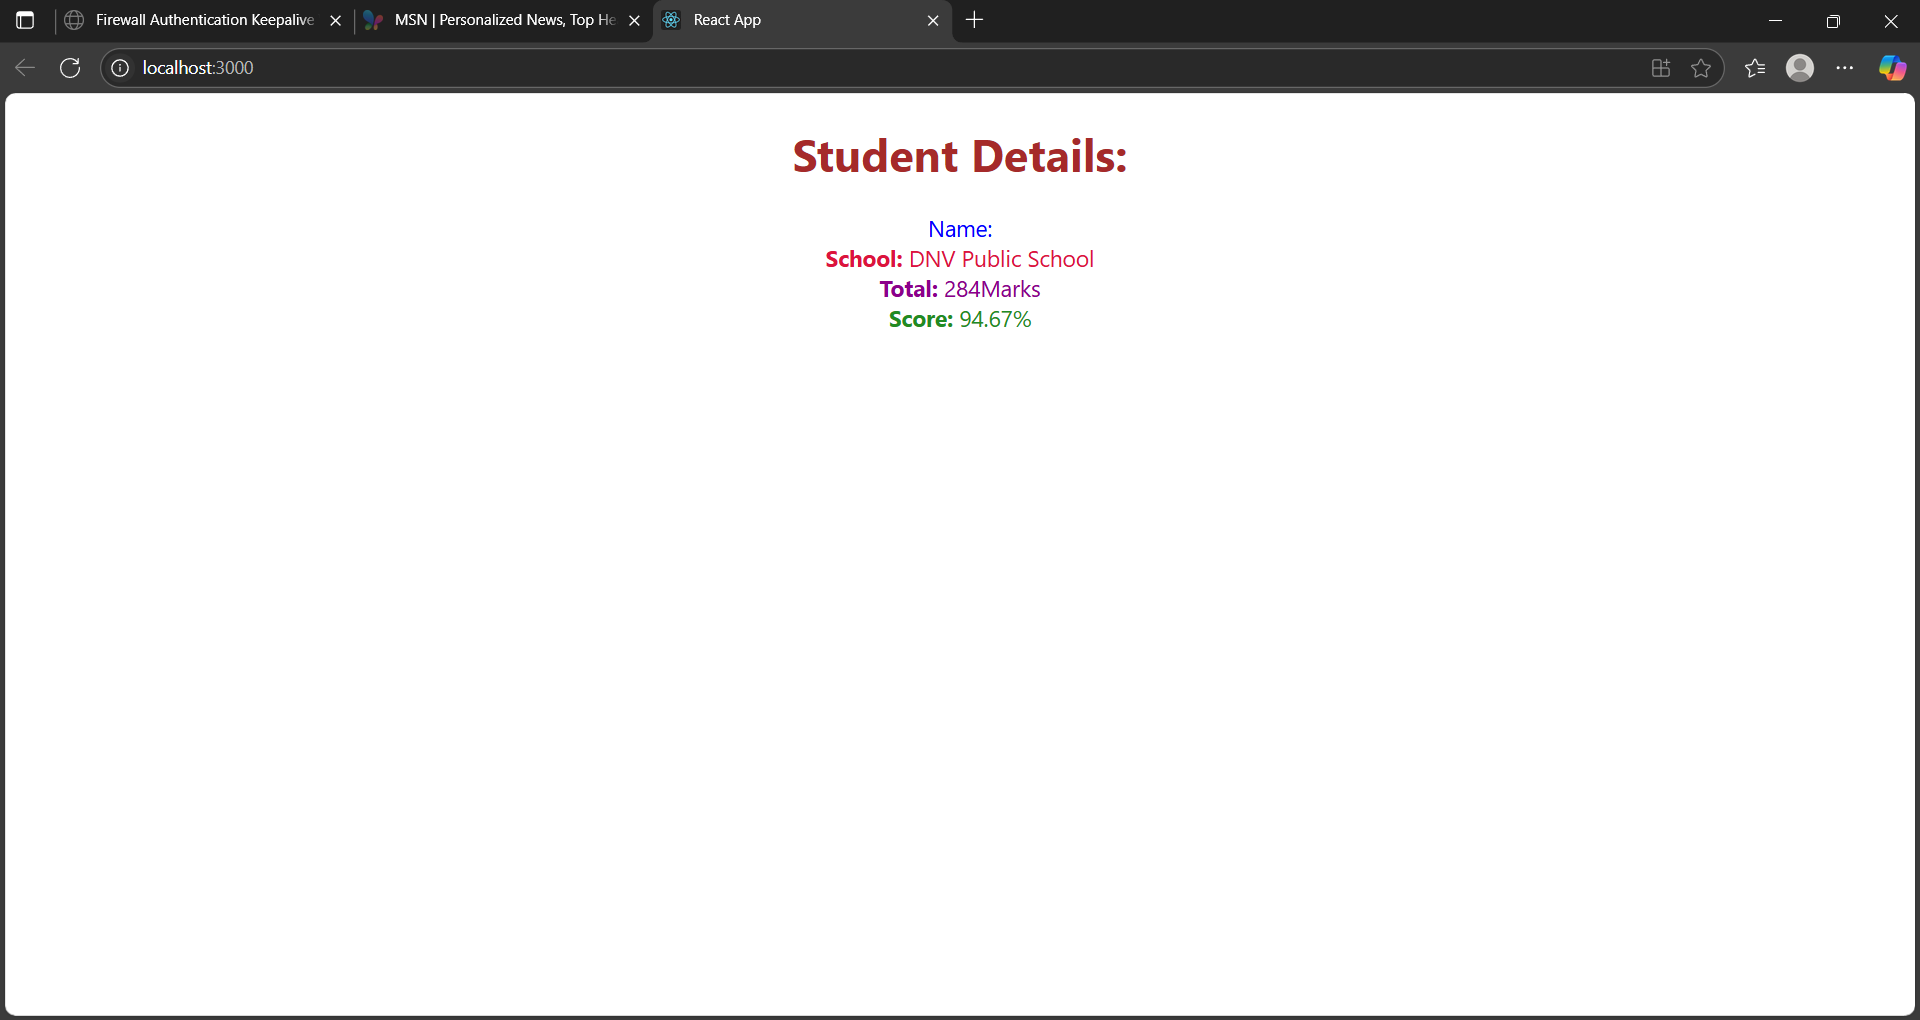 Firewall Authentication Keepalive
MSN | Personalized News, Top He
React App
localhost:3000
Student Details:
Name:
School: DNV Public School
Total: 284Marks
Score: 94.67%